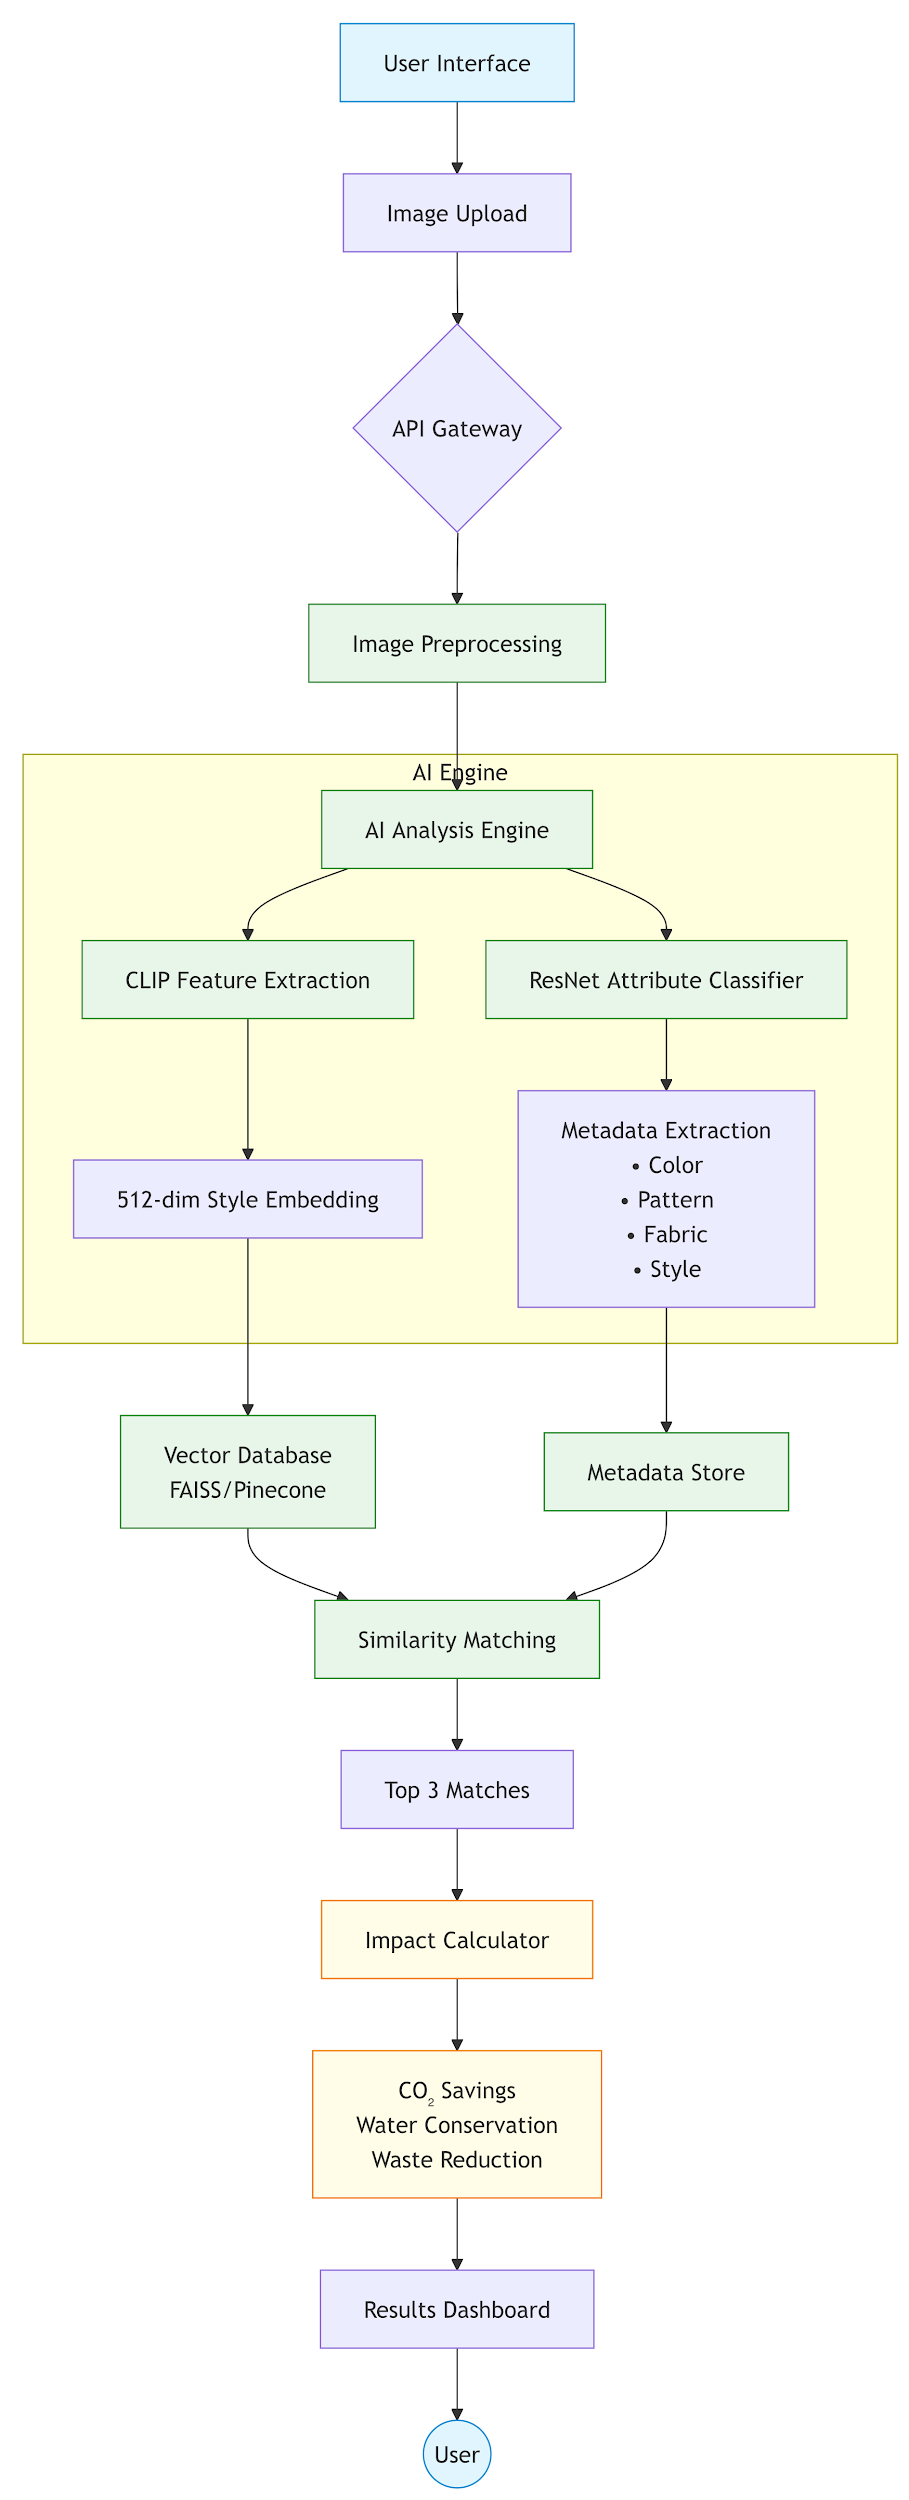 User Interface
Image Upload
API Gateway
Image Preprocessing
AI Engine
AI Analysis Engine
CLIP Feature Extraction
ResNet Attribute Classifier
Metadata Extraction
• Color
• Pattern
• Fabric
• Style
512-dim Style Embedding
Vector Database
FAISS/Pinecone
Metadata Store
Similarity Matching
Top 3 Matches
Impact Calculator
CO₂ Savings
Water Conservation
Waste Reduction
Results Dashboard
User